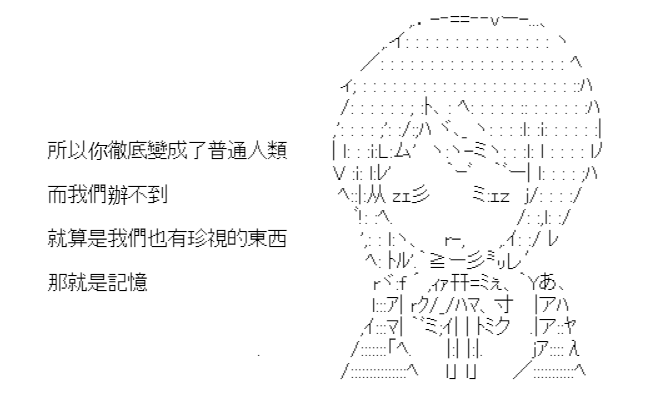 所以你徹底變成了普通人類
而我們辦不到
就算是我們也有珍視的東西
那就是記憶